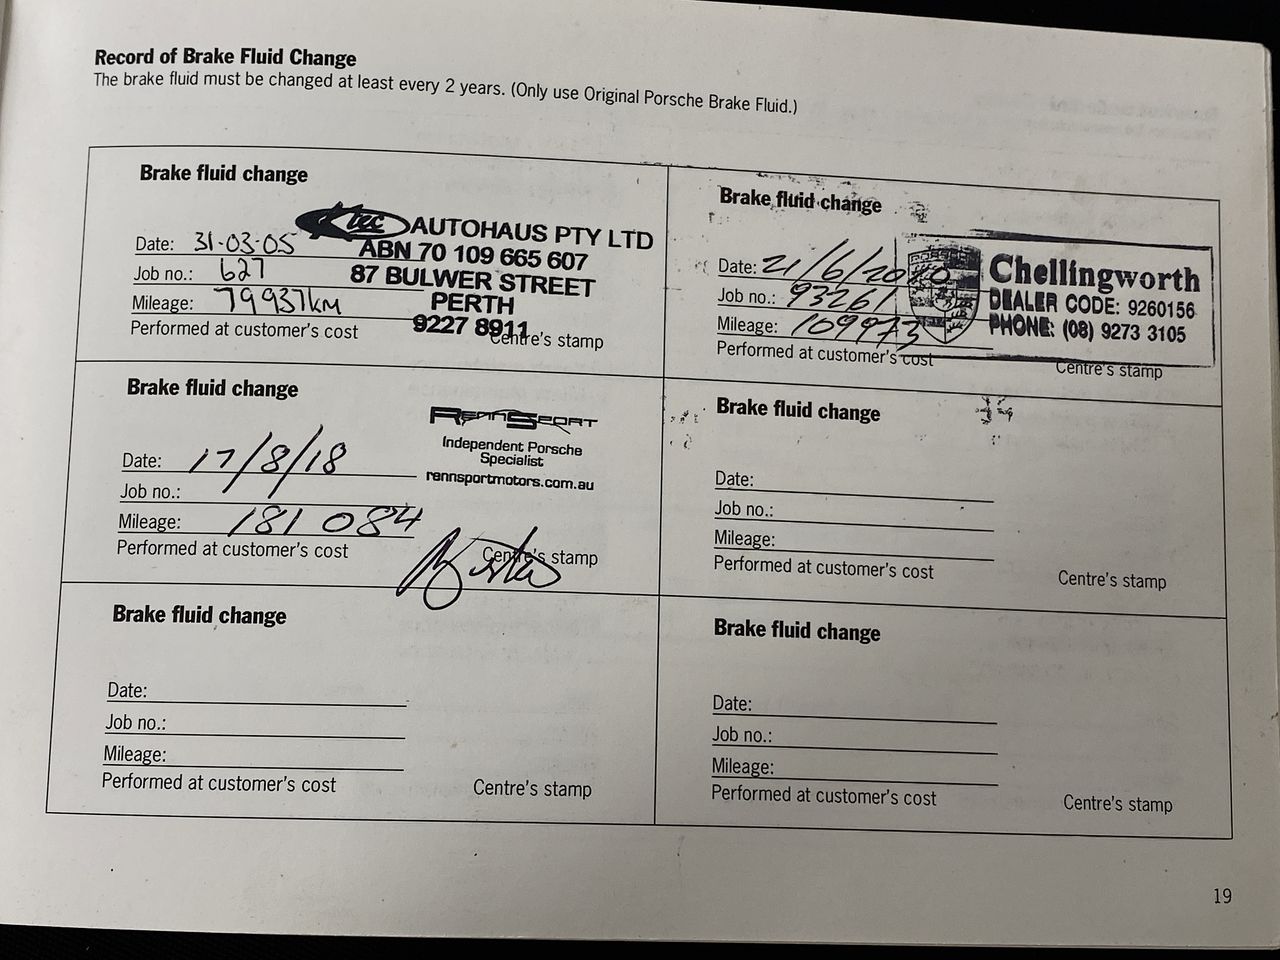 Record of Brake Fluid Change
The brake fluid must be changed at least every 2 years. (Only use Original Porsche Brake Fluid.)
Brake fluid change
Date: 31-03-05
Job no.: 627
Mileage: 79937km
Performed at customer's cost
Ktec AUTOHAUS PTY LTD
ABN 70 109 665 607
87 BULWER STREET
PERTH
9227 8911
Centre's stamp
Brake fluid change
Date: 21/6/2010
Job no.: 93261
Mileage: 109973
Performed at customer's cost
PORSCHE
Chellingworth
DEALER CODE: 9260156
PHONE: (08) 9273 3105
Centre's stamp
Brake fluid change
Date: 17/8/18
Job no.:
Mileage: 181 084
Performed at customer's cost
RENNSPORT
Independent Porsche
Specialist
rennsportmotors.com.au
Centre's stamp
Brake fluid change
Date:
Job no.:
Mileage:
Performed at customer's cost
Centre's stamp
Brake fluid change
Date:
Job no.:
Mileage:
Performed at customer's cost
Centre's stamp
Brake fluid change
Date:
Job no.:
Mileage:
Performed at customer's cost
Centre's stamp
19